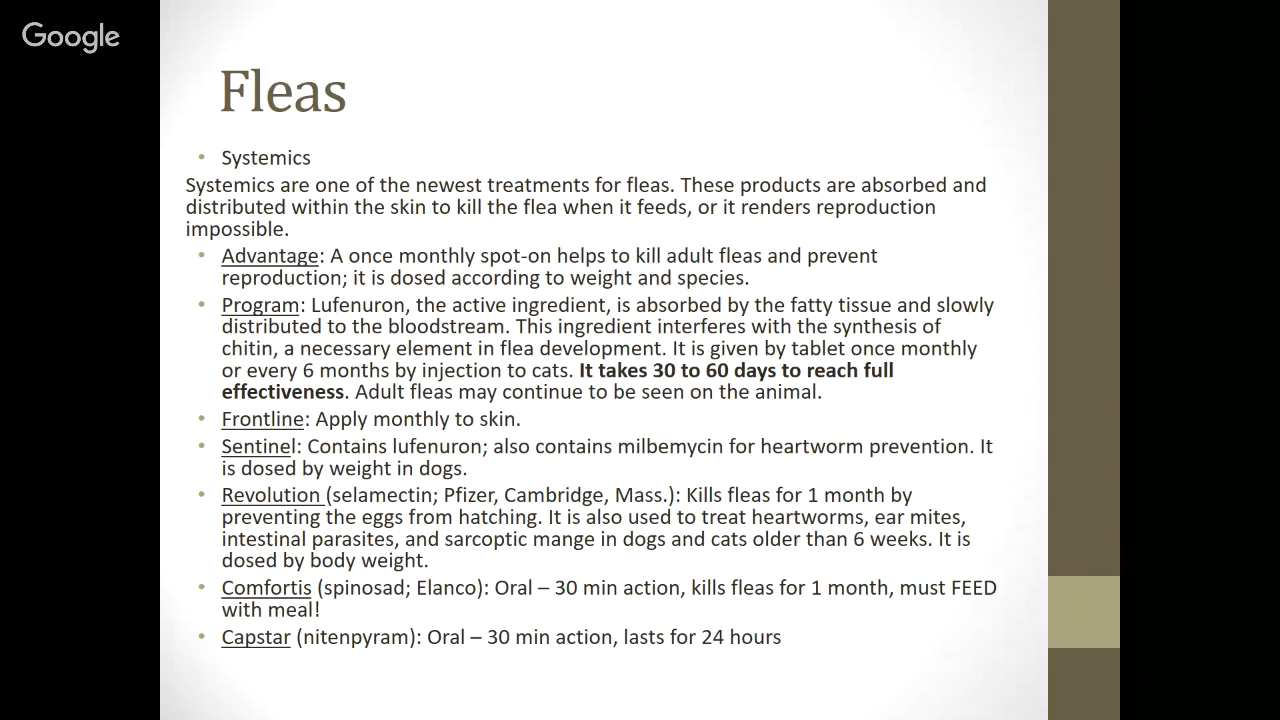 Google
Fleas
• Systemics
Systemics are one of the newest treatments for fleas. These products are absorbed and
distributed within the skin to kill the flea when it feeds, or it renders reproduction
impossible.
• Advantage: A once monthly spot-on helps to kill adult fleas and prevent
reproduction; it is dosed according to weight and species.
• Program: Lufenuron, the active ingredient, is absorbed by the fatty tissue and slowly
distributed to the bloodstream. This ingredient interferes with the synthesis of
chitin, a necessary element in flea development. It is given by tablet once monthly
or every 6 months by injection to cats. It takes 30 to 60 days to reach full
effectiveness. Adult fleas may continue to be seen on the animal.
• Frontline: Apply monthly to skin.
• Sentinel: Contains lufenuron; also contains milbemycin for heartworm prevention. It
is dosed by weight in dogs.
• Revolution (selamectin; Pfizer, Cambridge, Mass.): Kills fleas for 1 month by
preventing the eggs from hatching. It is also used to treat heartworms, ear mites,
intestinal parasites, and sarcoptic mange in dogs and cats older than 6 weeks. It is
dosed by body weight.
• Comfortis (spinosad; Elanco): Oral – 30 min action, kills fleas for 1 month, must FEED
with meal!
• Capstar (nitenpyram): Oral – 30 min action, lasts for 24 hours